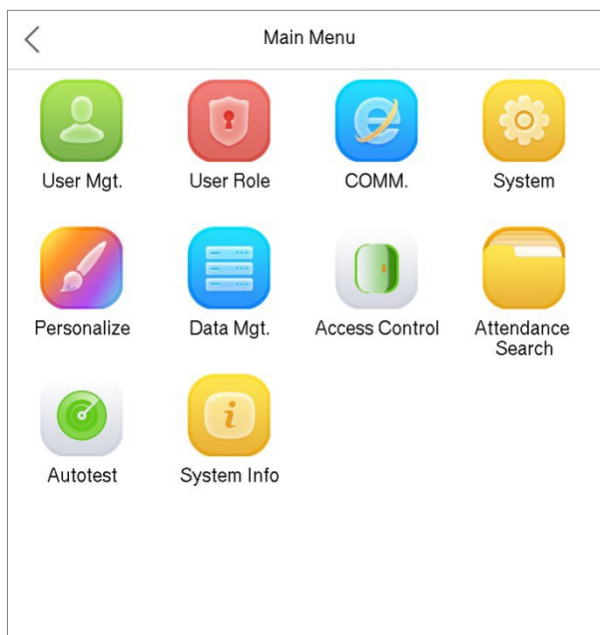 Main Menu
User Mgt.
User Role
COMM.
System
Personalize
Data Mgt.
Access Control
Attendance
Search
Autotest
System Info